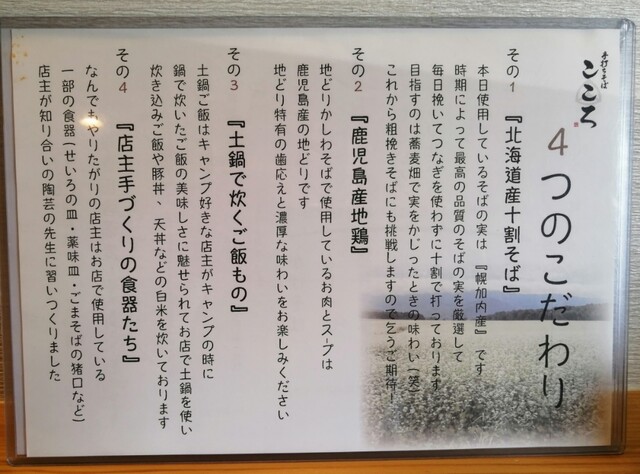 手打ちそば
こころ
4つのこだわり
その1 『北海道産十割そば』
本日使用しているそばの実は 『幌加内産』 です
時期によって最高の品質のそばの実を厳選して
毎日挽いてつなぎを使わずに十割で打っております
目指すのは蕎麦畑で実をかじったときの味わい(笑)
これから粗挽きそばにも挑戦しますので乞うご期待!
その2 『鹿児島産地鶏』
地どりかしわそばで使用しているお肉とスープは
鹿児島産の地どりです
地どり特有の歯応えと濃厚な味わいをお楽しみください
その3 『土鍋で炊くご飯もの』
土鍋ご飯はキャンプ好きな店主がキャンプの時に
鍋で炊いたご飯の美味しさに魅せられてお店で土鍋を使い
炊き込みご飯や豚丼、天丼などの白米を炊いております
その4 『店主手づくりの食器たち』
なんでもやりたがりの店主はお店で使用している
一部の食器(せいろの皿・薬味皿・ごまそばの猪口など)
店主が知り合いの陶芸の先生に習いつくりました